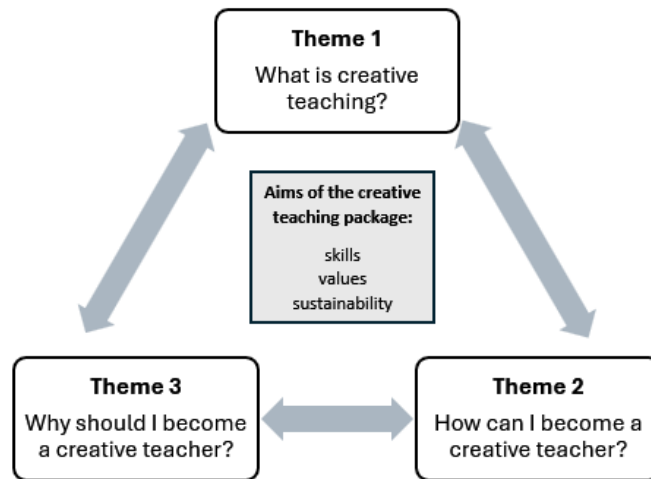 Theme 1
What is creative
teaching?
Aims of the creative
teaching package:
skills
values
sustainability
Theme 3
Why should I become
a creative teacher?
Theme 2
How can I become a
creative teacher?